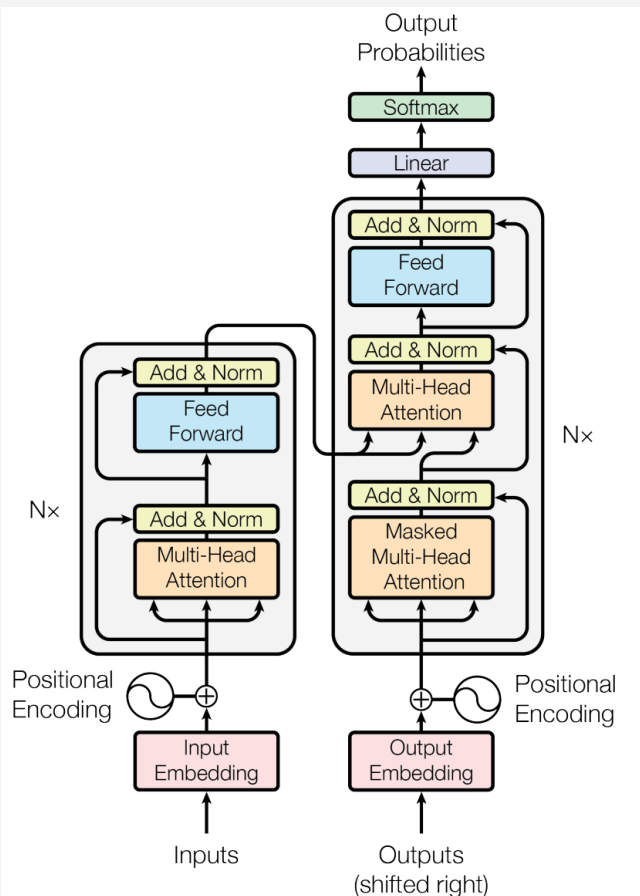 Output
Probabilities
Softmax
Linear
Add & Norm
Feed
Forward
Add & Norm
Multi-Head
Attention
N×
Add & Norm
Masked
Multi-Head
Attention
Add & Norm
Feed
Forward
N×
Add & Norm
Multi-Head
Attention
Positional
Encoding
Positional
Encoding
Input
Embedding
Output
Embedding
Inputs
Outputs
(shifted right)